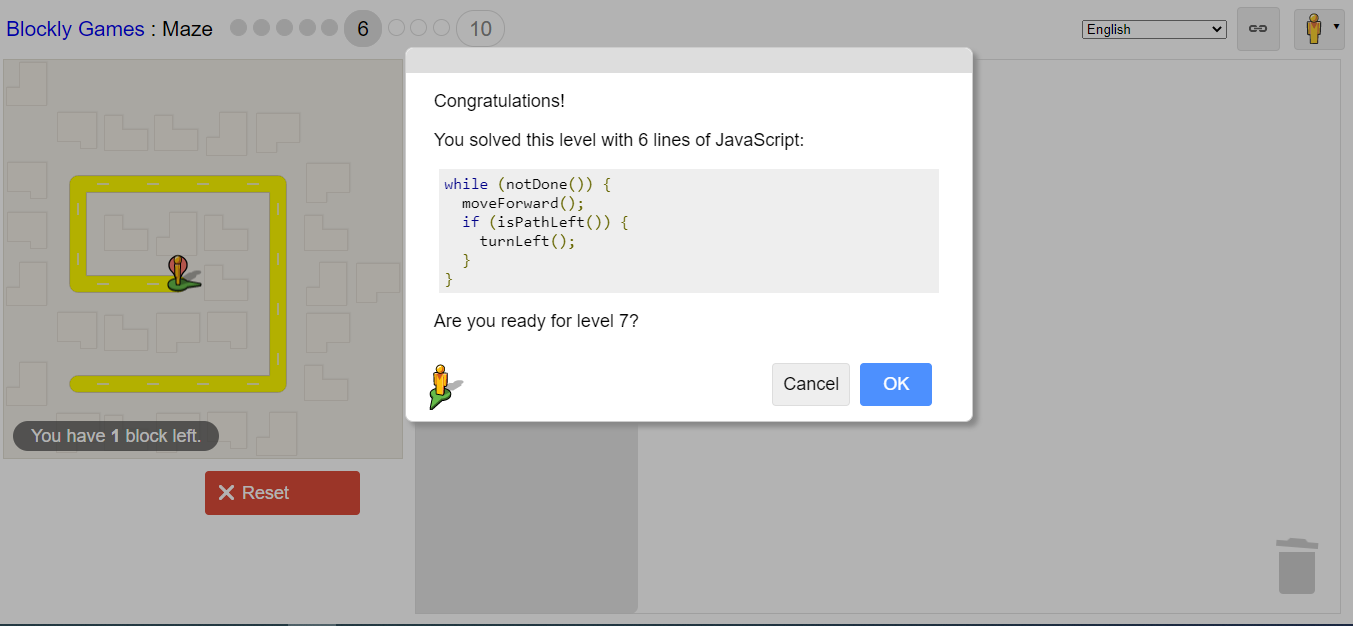 Blockly Games : Maze 6 10
English
Congratulations!
You solved this level with 6 lines of JavaScript:
while (notDone()) {
  moveForward();
  if (isPathLeft()) {
    turnLeft();
  }
}
Are you ready for level 7?
Cancel OK
You have 1 block left.
Reset